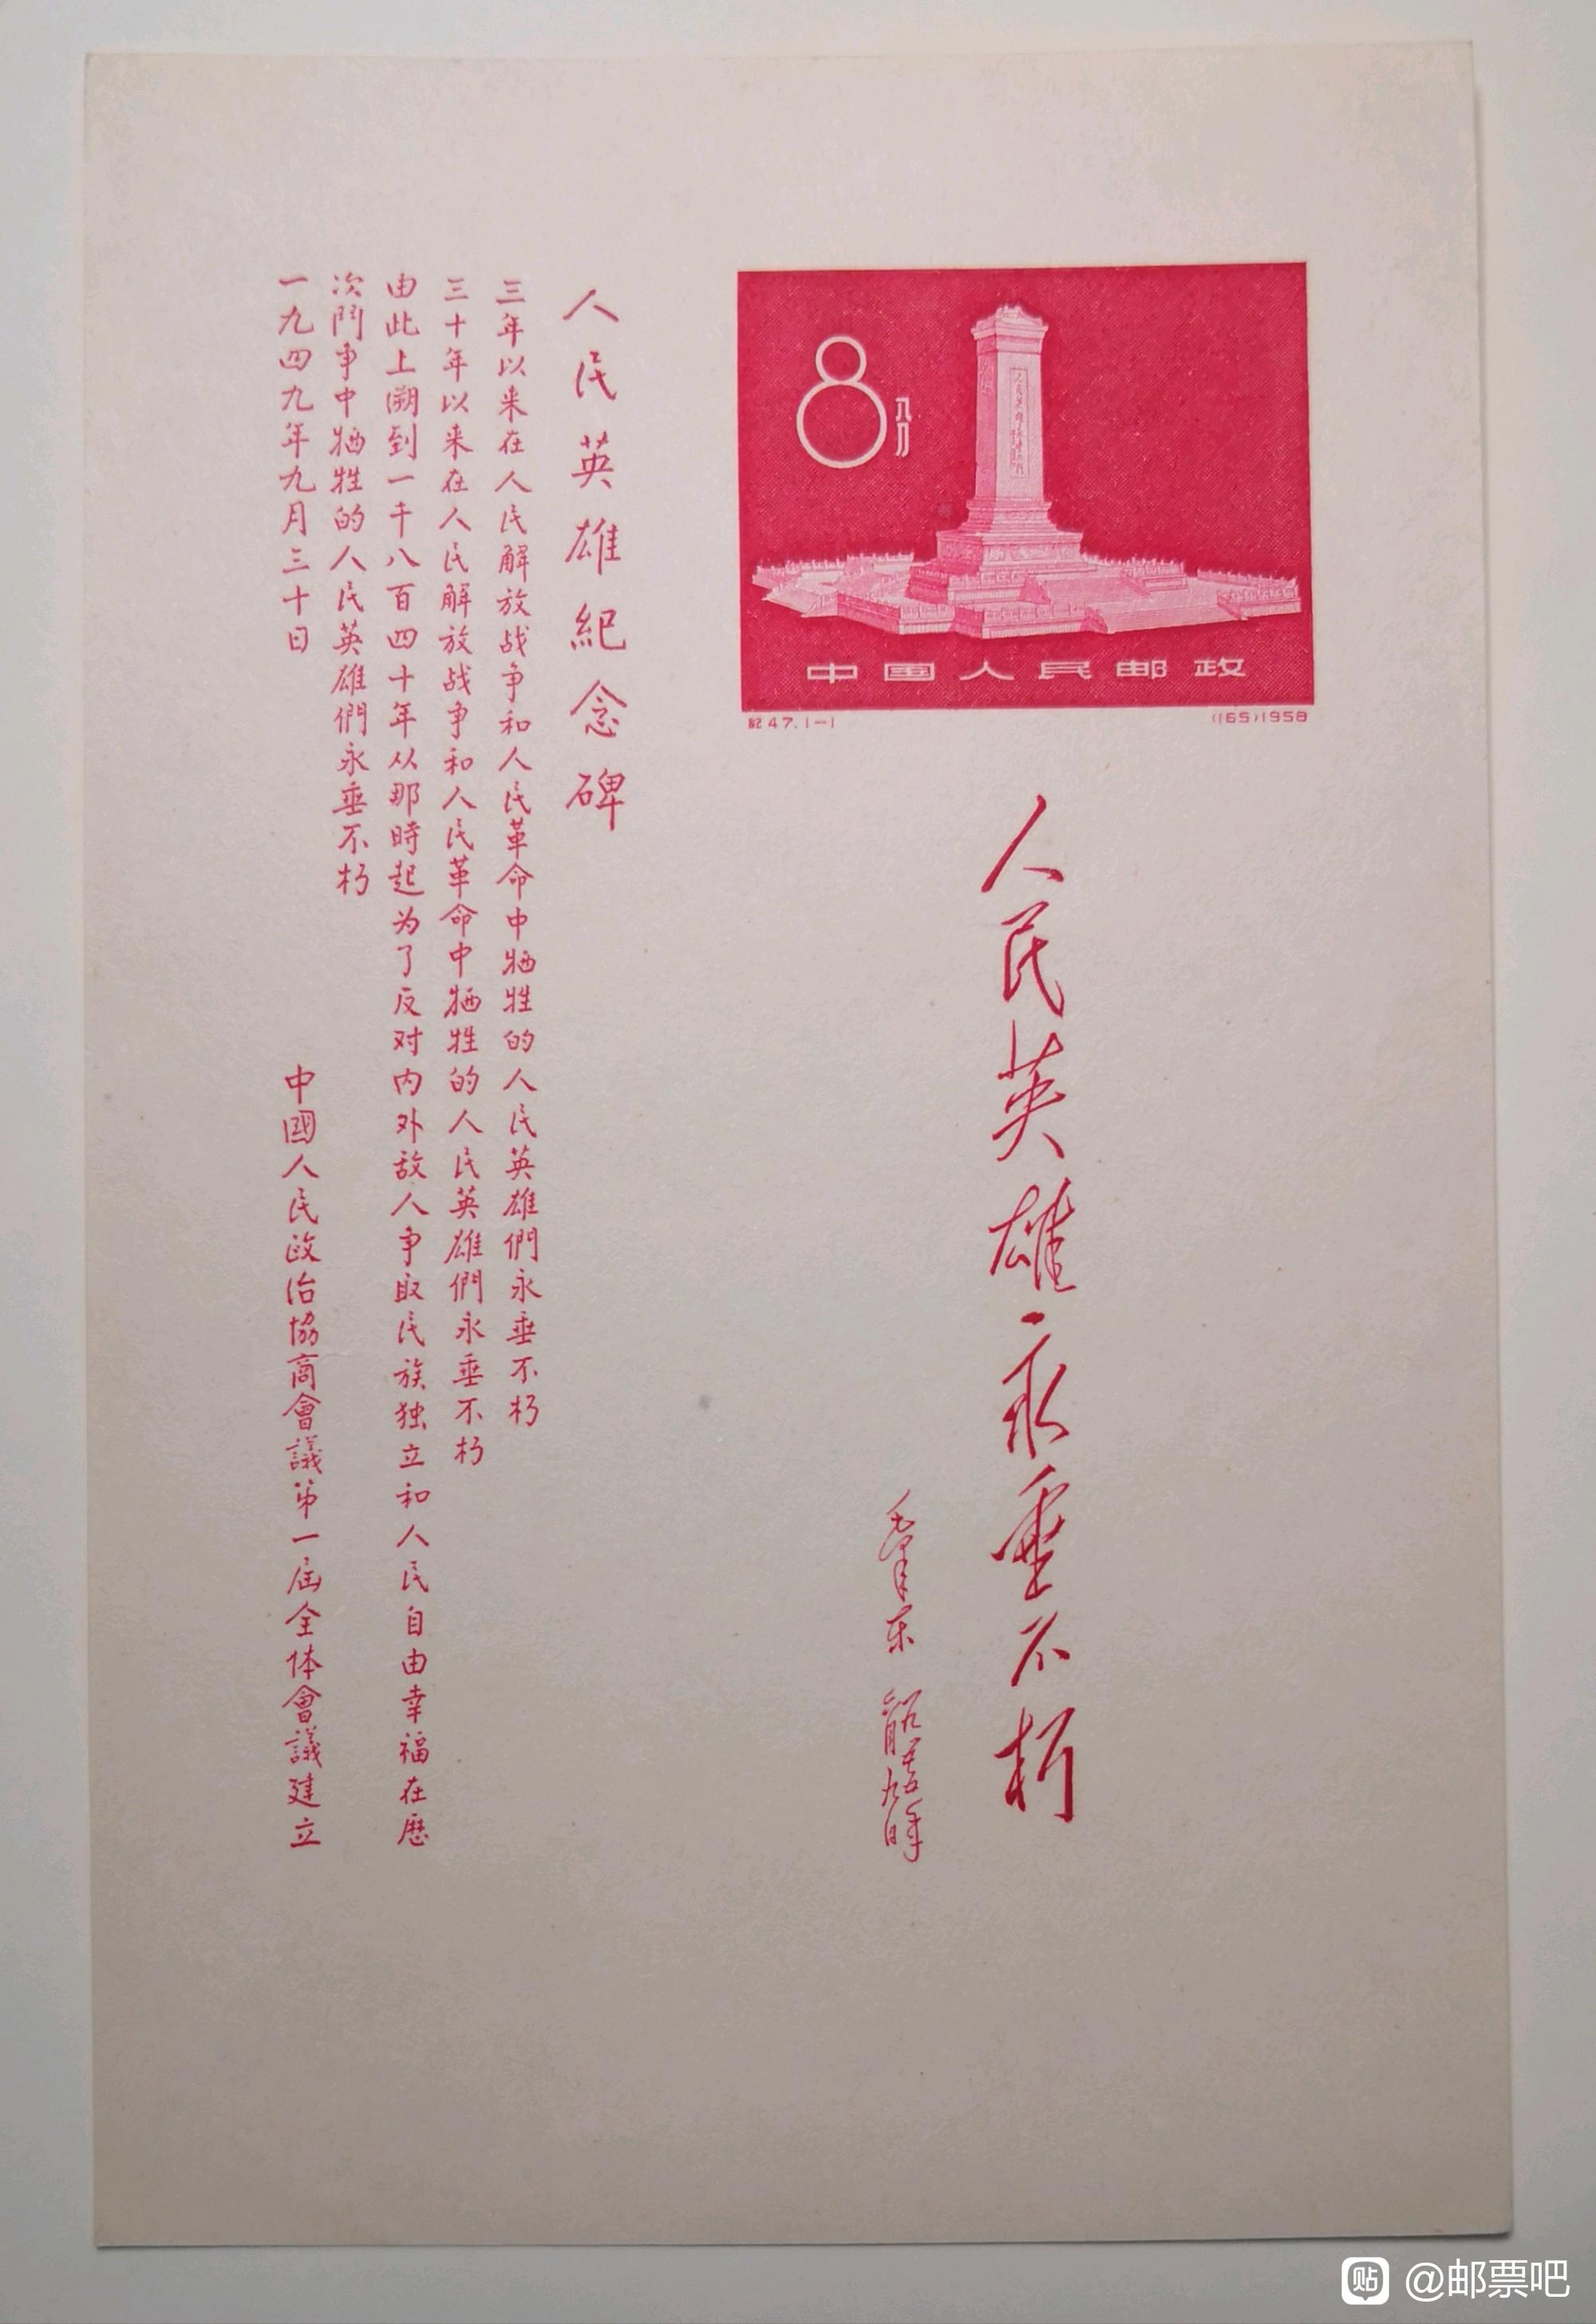 8 八分
中国人民邮政
紀47.1—1
(165)1958
人民英雄永垂不朽
毛泽东
人民英雄紀念碑
三年以来在人民解放战争和人民革命中牺牲的人民英雄們永垂不朽
三十年以来在人民解放战争和人民革命中牺牲的人民英雄們永垂不朽
由此上溯到一千八百四十年从那時起为了反对内外敌人争取民族独立和人民自由幸福在歷
次鬥争中牺牲的人民英雄們永垂不朽
一九四九年九月三十日
中國人民政治協商會議第一届全体會議建立
贴 @邮票吧